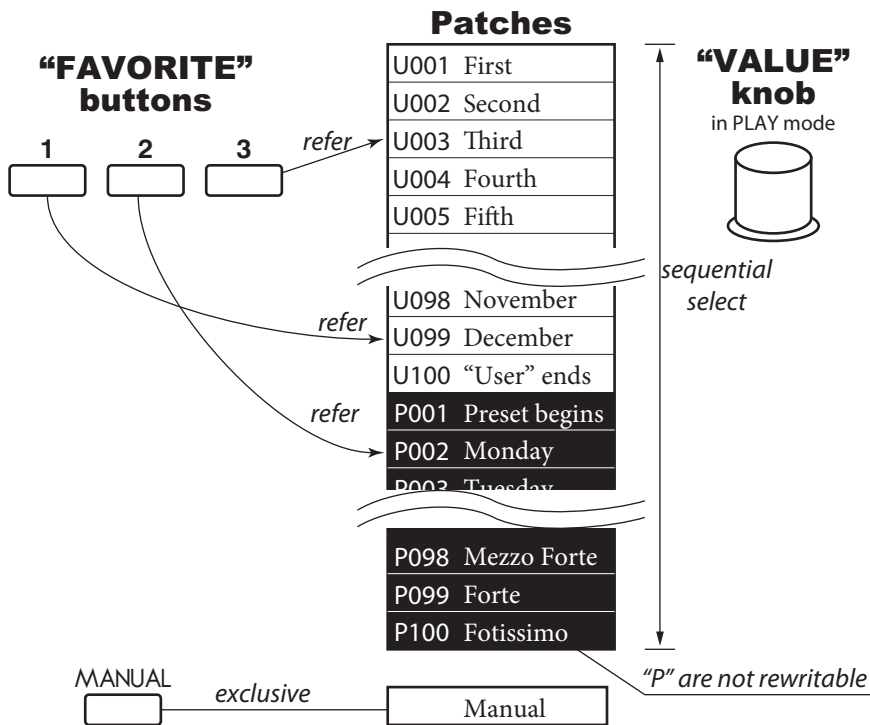 Patches
“FAVORITE”
buttons
1 2 3
refer
refer
refer
U001 First
U002 Second
U003 Third
U004 Fourth
U005 Fifth
U098 November
U099 December
U100 “User” ends
P001 Preset begins
P002 Monday
P003 Tuesday
P098 Mezzo Forte
P099 Forte
P100 Fotissimo
“VALUE”
knob
in PLAY mode
sequential
select
“P” are not rewritable
MANUAL
exclusive
Manual